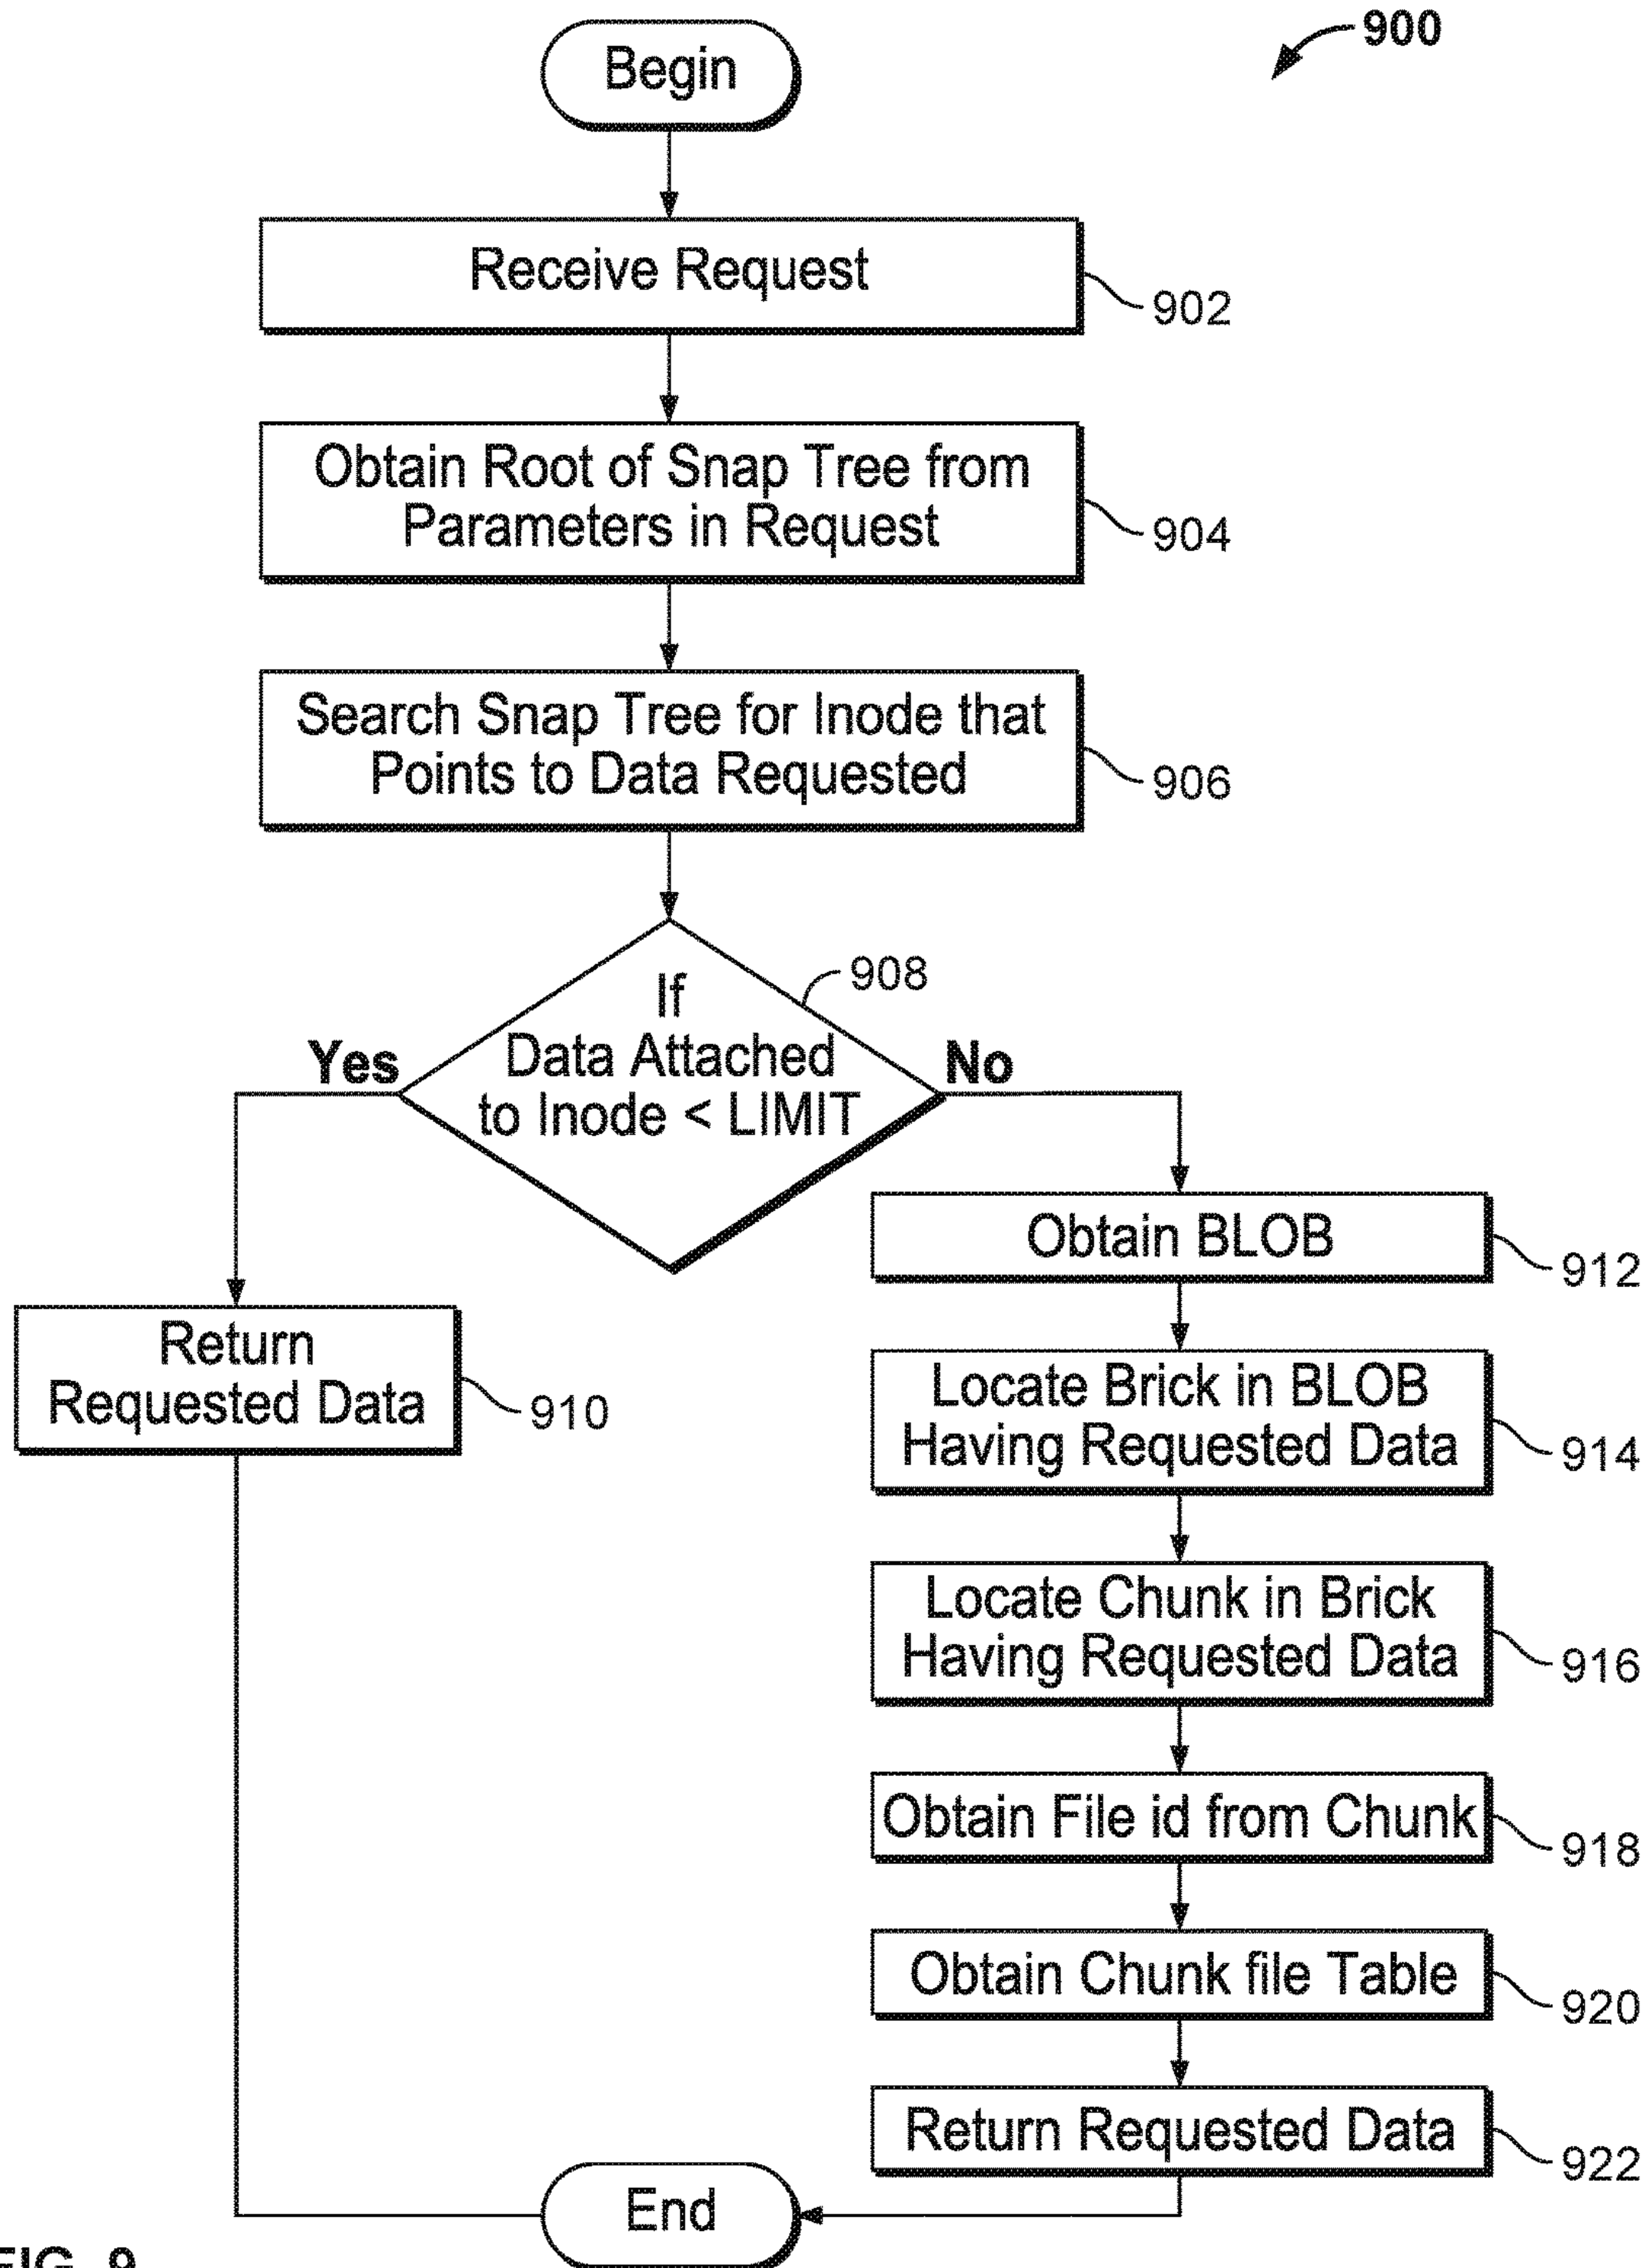 900
Begin
Receive Request
902
Obtain Root of Snap Tree from
Parameters in Request
904
Search Snap Tree for Inode that
Points to Data Requested
906
908
If
Data Attached
to Inode < LIMIT
Yes
No
Return
Requested Data
910
Obtain BLOB
912
Locate Brick in BLOB
Having Requested Data
914
Locate Chunk in Brick
Having Requested Data
916
Obtain File id from Chunk
918
Obtain Chunk file Table
920
Return Requested Data
922
End
FIG. 9